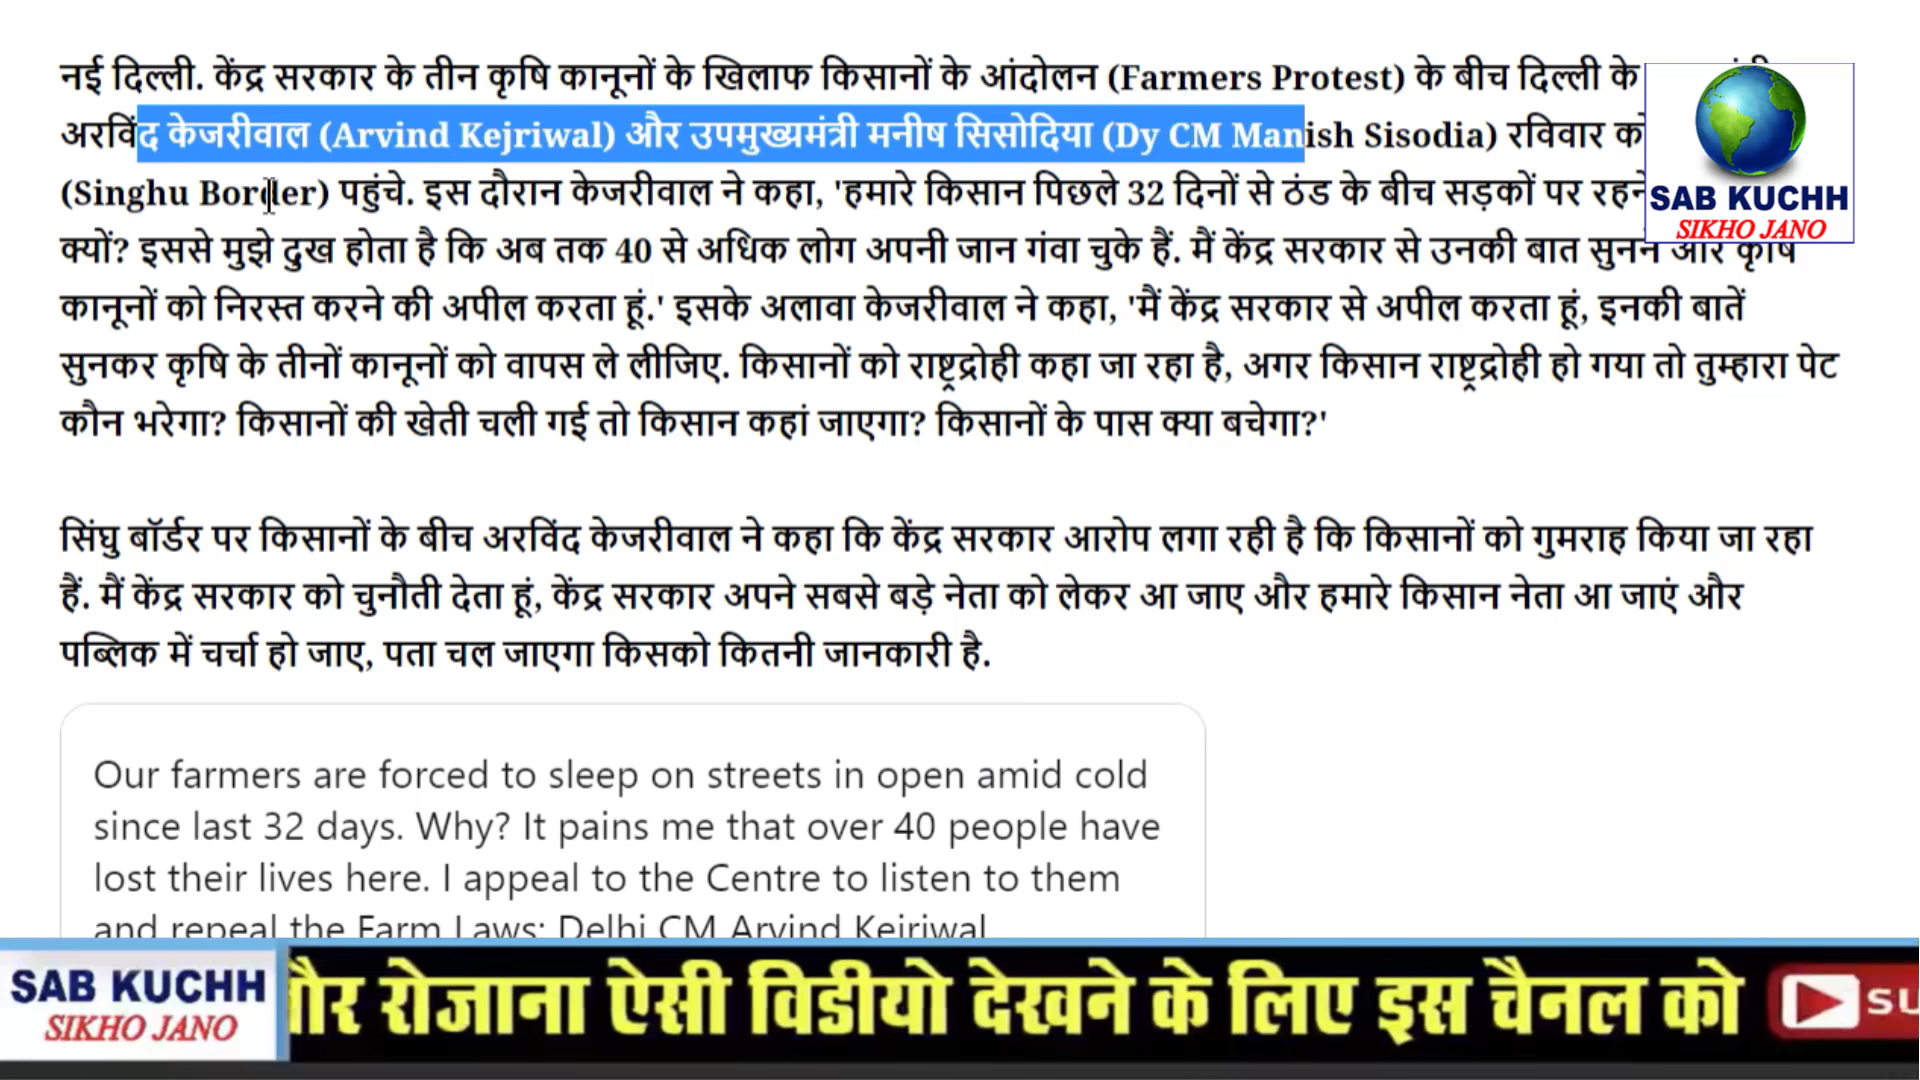 नई दिल्ली. केंद्र सरकार के तीन कृषि कानूनों के खिलाफ किसानों के आंदोलन (Farmers Protest) के बीच दिल्ली के
अरविंद केजरीवाल (Arvind Kejriwal) और उपमुख्यमंत्री मनीष सिसोदिया (Dy CM Manish Sisodia) रविवार को
(Singhu Border) पहुंचे. इस दौरान केजरीवाल ने कहा, 'हमारे किसान पिछले 32 दिनों से ठंड के बीच सड़कों पर रहने
क्यों? इससे मुझे दुख होता है कि अब तक 40 से अधिक लोग अपनी जान गंवा चुके हैं. मैं केंद्र सरकार से उनकी बात सुनने और कृषि
कानूनों को निरस्त करने की अपील करता हूं.' इसके अलावा केजरीवाल ने कहा, 'मैं केंद्र सरकार से अपील करता हूं, इनकी बातें
सुनकर कृषि के तीनों कानूनों को वापस ले लीजिए. किसानों को राष्ट्रद्रोही कहा जा रहा है, अगर किसान राष्ट्रद्रोही हो गया तो तुम्हारा पेट
कौन भरेगा? किसानों की खेती चली गई तो किसान कहां जाएगा? किसानों के पास क्या बचेगा?'
सिंघु बॉर्डर पर किसानों के बीच अरविंद केजरीवाल ने कहा कि केंद्र सरकार आरोप लगा रही है कि किसानों को गुमराह किया जा रहा
हैं. मैं केंद्र सरकार को चुनौती देता हूं, केंद्र सरकार अपने सबसे बड़े नेता को लेकर आ जाए और हमारे किसान नेता आ जाएं और
पब्लिक में चर्चा हो जाए, पता चल जाएगा किसको कितनी जानकारी है.
Our farmers are forced to sleep on streets in open amid cold
since last 32 days. Why? It pains me that over 40 people have
lost their lives here. I appeal to the Centre to listen to them
and repeal the Farm Laws: Delhi CM Arvind Kejriwal
SAB KUCHH
SIKHO JANO
SAB KUCHH
SIKHO JANO
और रोजाना ऐसी विडीयो देखने के लिए इस चैनल को
SU